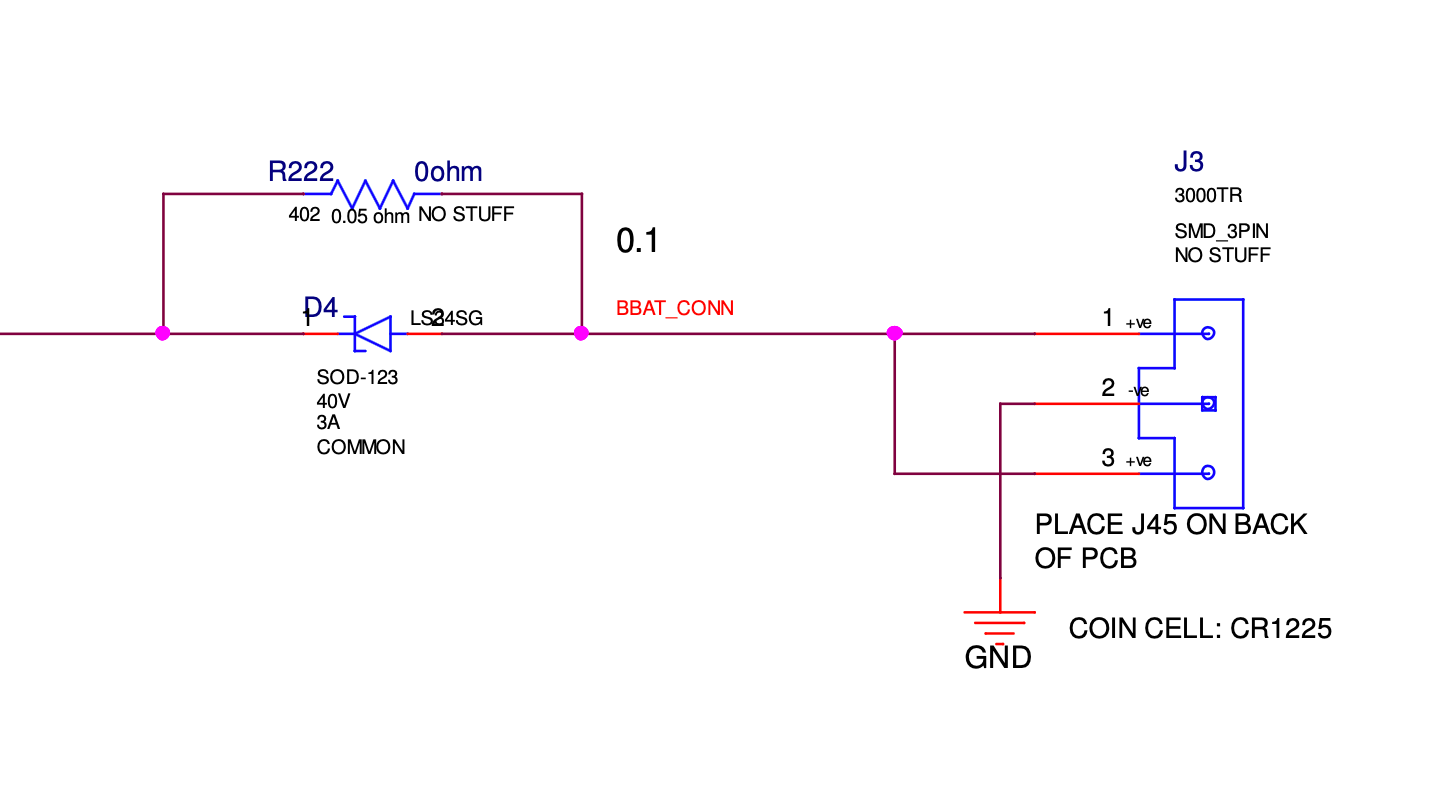 R222 0ohm
402 0.05 ohm NO STUFF
0.1
D4
1 LS24SG 2
SOD-123
40V
3A
COMMON
BBAT_CONN
J3
3000TR
SMD_3PIN
NO STUFF
1 +ve
2 -ve
3 +ve
PLACE J45 ON BACK
OF PCB
COIN CELL: CR1225
GND